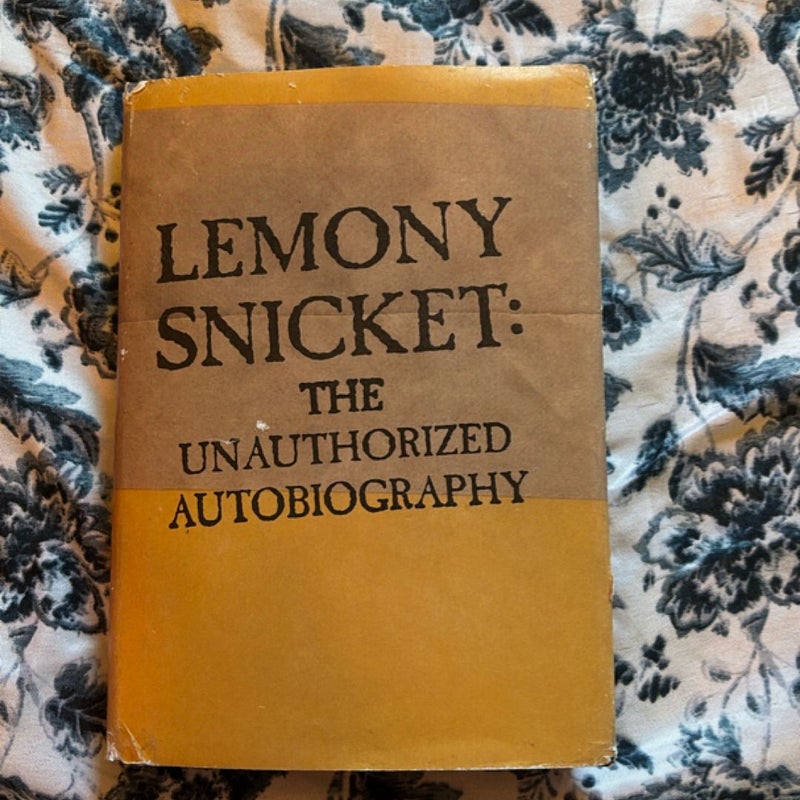 LEMONY
SNICKET:
THE
UNAUTHORIZED
AUTOBIOGRAPHY